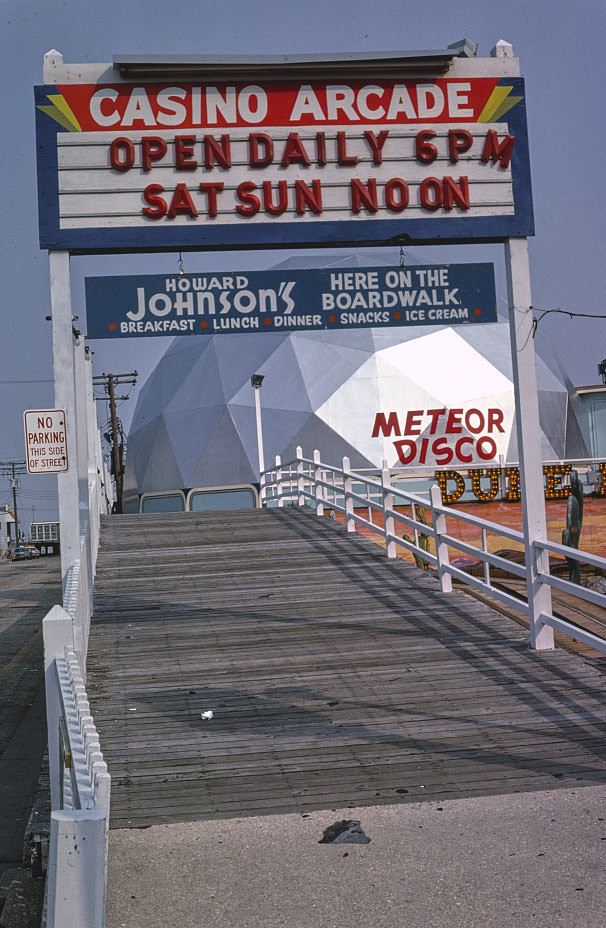 CASINO ARCADE
OPEN DAILY 6PM
SAT SUN NOON
HOWARD
JOHNSON'S
HERE ON THE
BOARDWALK
• BREAKFAST • LUNCH • DINNER • SNACKS • ICE CREAM •
NO
PARKING
THIS SIDE
OF STREET
METEOR
DISCO